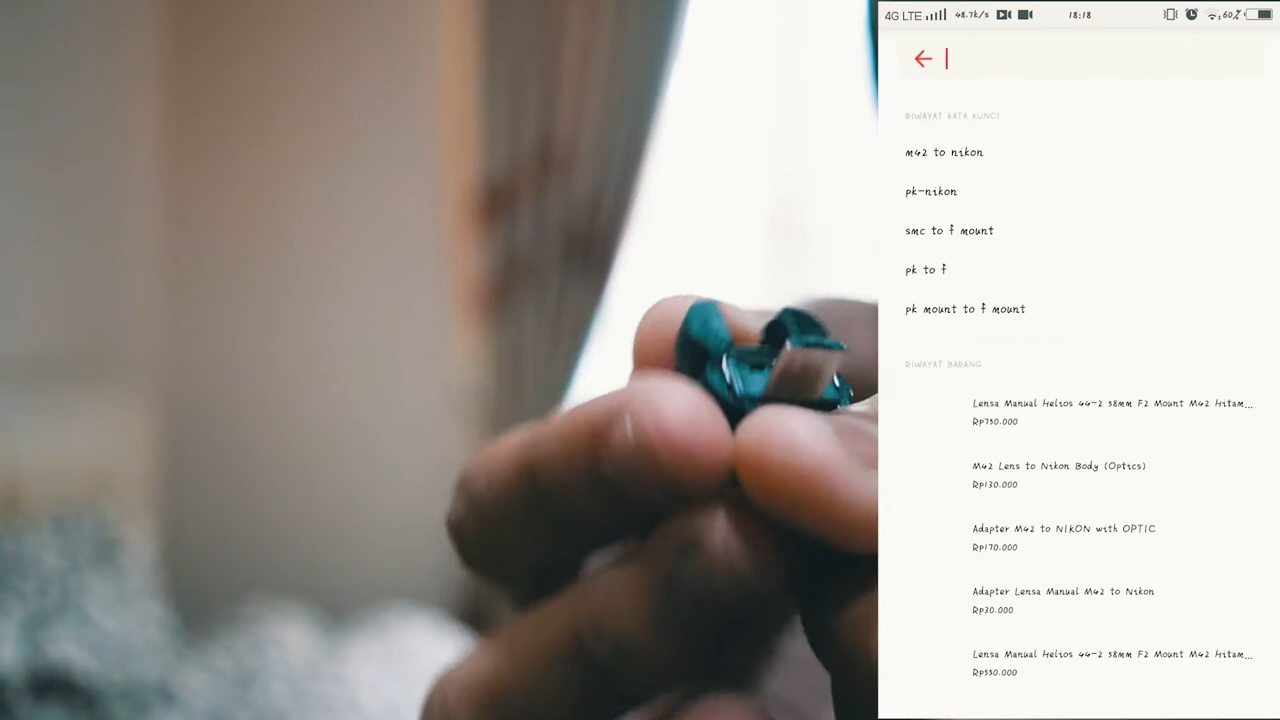 4G LTE 48.7k/s 18:18 60%
RIWAYAT KATA KUNCI
m42 to nikon
pk-nikon
smc to f mount
pk to f
pk mount to f mount
RIWAYAT BARANG
Lensa Manual Helios 44-2 58mm F2 Mount M42 Hitam...
Rp750.000
M42 Lens to Nikon Body (Optics)
Rp130.000
Adapter M42 to NIKON with OPTIC
Rp170.000
Adapter Lensa Manual M42 to Nikon
Rp30.000
Lensa Manual Helios 44-2 58mm F2 Mount M42 Hitam...
Rp550.000